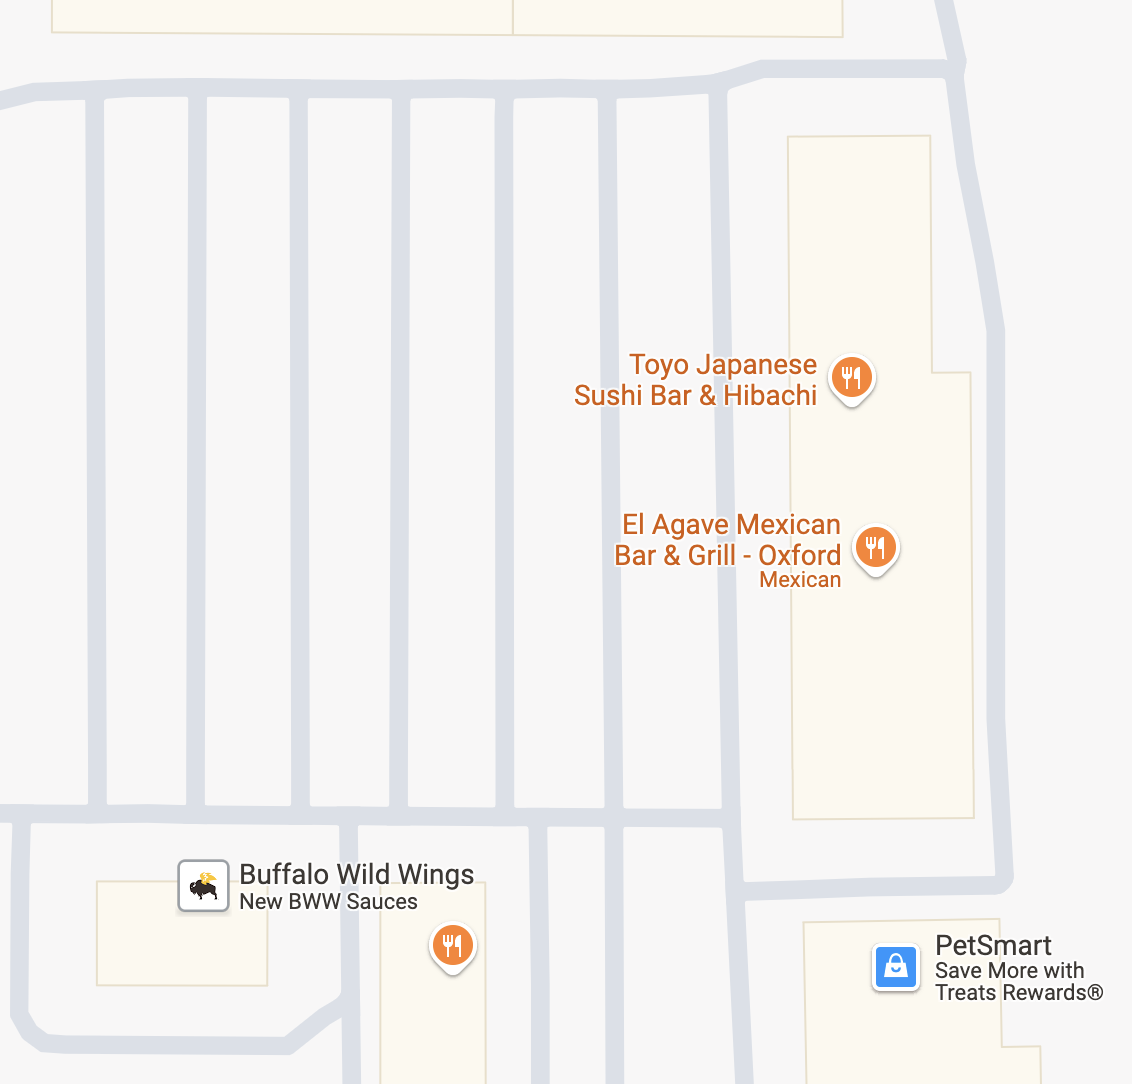 Toyo Japanese
Sushi Bar & Hibachi
El Agave Mexican
Bar & Grill - Oxford
Mexican
Buffalo Wild Wings
New BWW Sauces
PetSmart
Save More with
Treats Rewards®